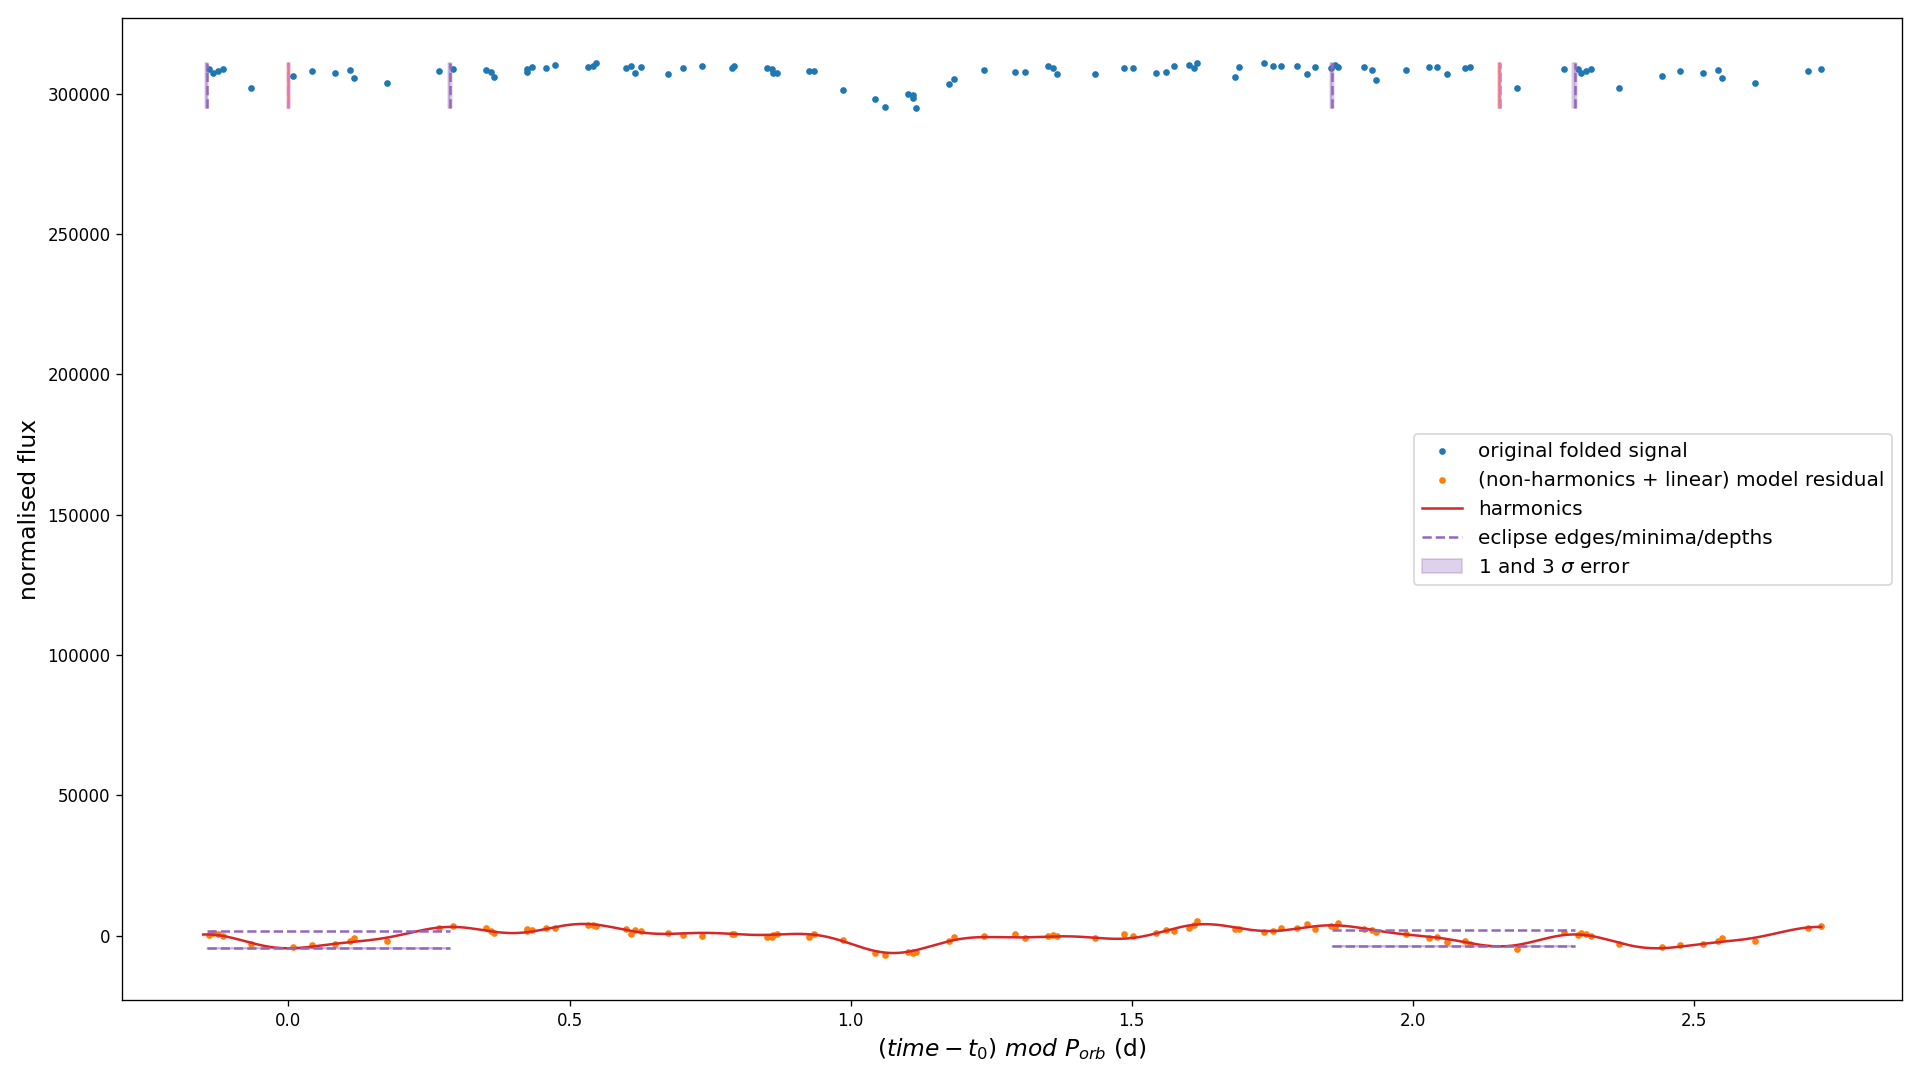 300000
250000
200000
150000
100000
50000
0
normalised flux
original folded signal
(non-harmonics + linear) model residual
harmonics
eclipse edges/minima/depths
1 and 3 σ error
0.0 0.5 1.0 1.5 2.0 2.5
(time − t₀) mod Pₒᵣb (d)